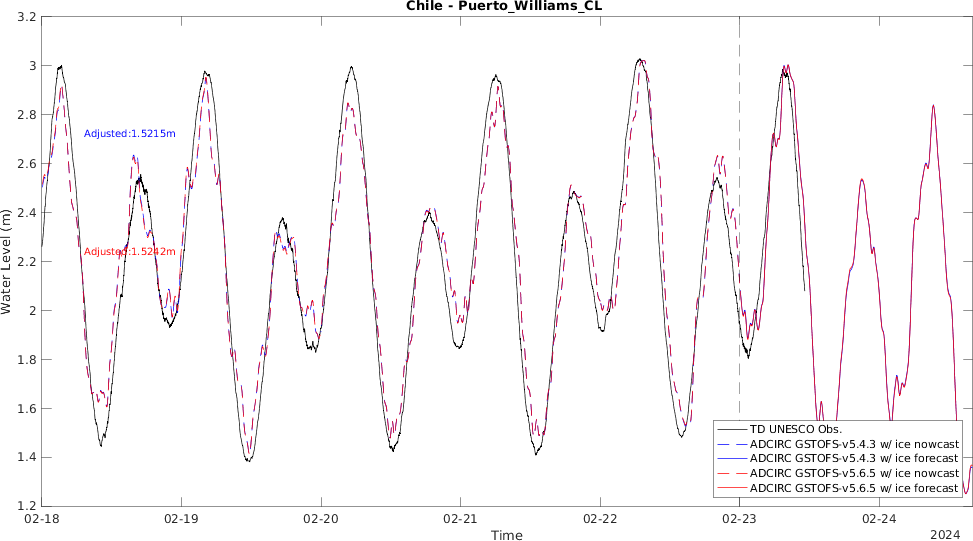 Chile - Puerto_Williams_CL
3.2
3
2.8
2.6
2.4
2.2
2
1.8
1.6
1.4
1.2
Water Level (m)
Adjusted:1.5215m
Adjusted:1.5242m
TD UNESCO Obs.
ADCIRC GSTOFS-v5.4.3 w/ ice nowcast
ADCIRC GSTOFS-v5.4.3 w/ ice forecast
ADCIRC GSTOFS-v5.6.5 w/ ice nowcast
ADCIRC GSTOFS-v5.6.5 w/ ice forecast
02-18 02-19 02-20 02-21 02-22 02-23 02-24
Time
2024